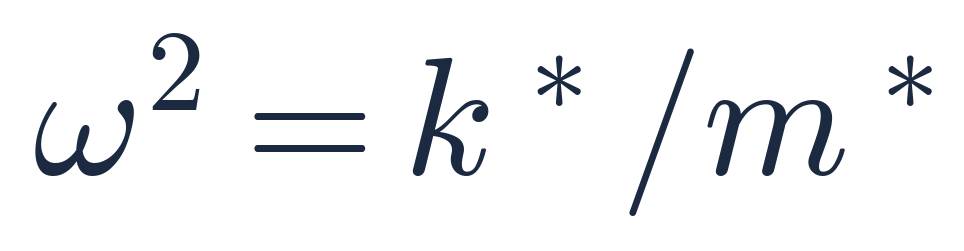 ω² = k * /m *